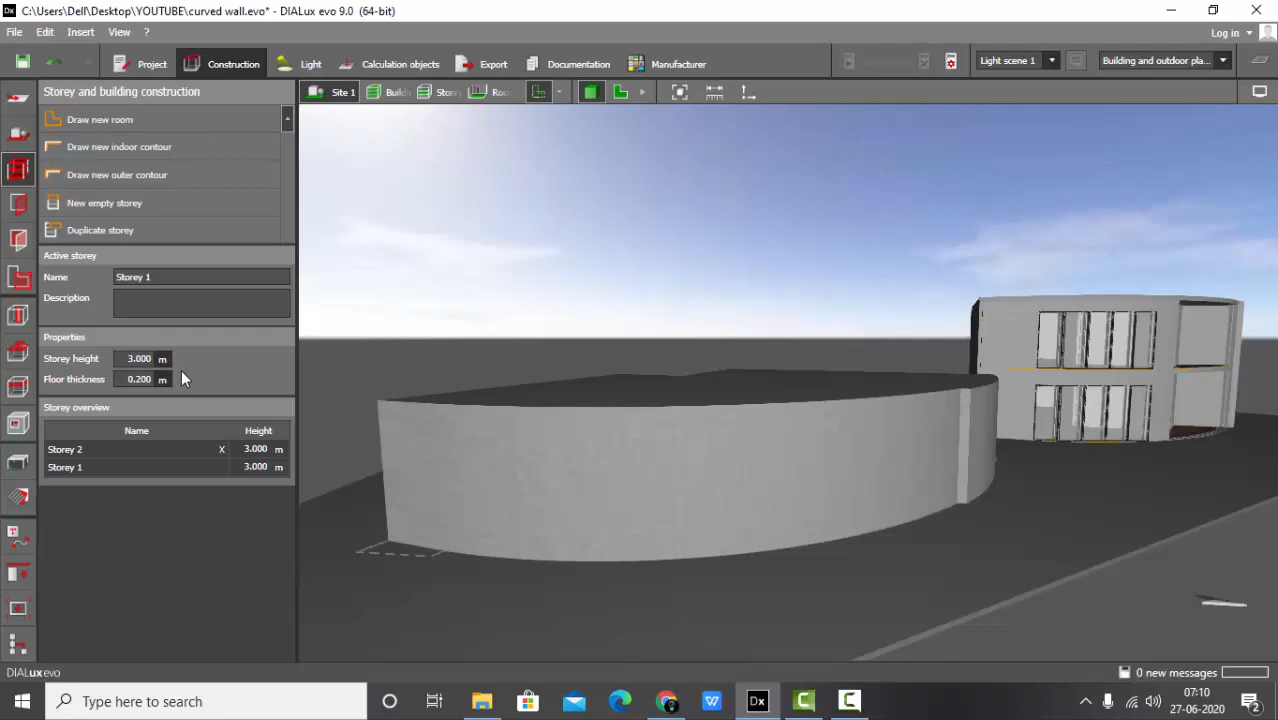 C:\Users\Dell\Desktop\YOUTUBE\curved wall.evo* - DIALux evo 9.0 (64-bit)
File Edit Insert View ?
Log in
Project Construction Light Calculation objects Export Documentation Manufacturer
Light scene 1 Building and outdoor pla...
Storey and building construction
Site 1 Buildi Store Roo
Draw new room
Draw new indoor contour
Draw new outer contour
New empty storey
Duplicate storey
Active storey
Name Storey 1
Description
Properties
Storey height 3.000 m
Floor thickness 0.200 m
Storey overview
Name Height
Storey 2 X 3.000 m
Storey 1 3.000 m
DIALux evo
0 new messages
Type here to search
07:10
27-06-2020
2